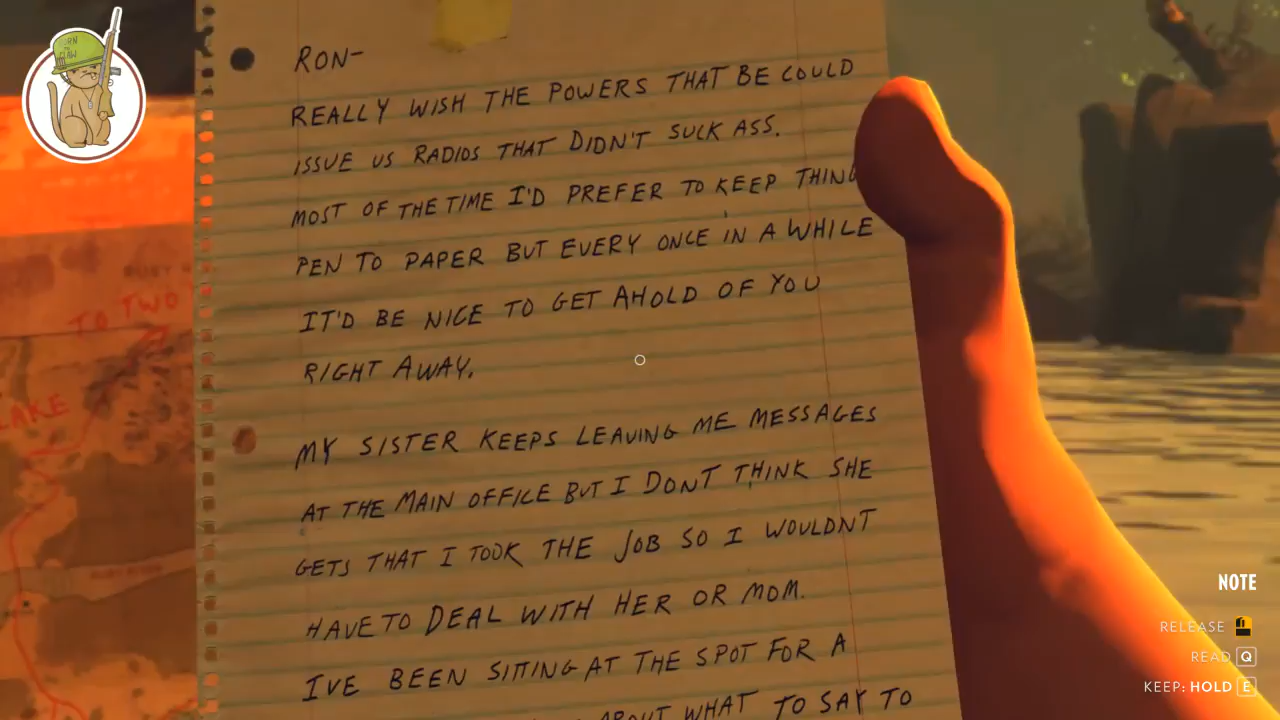 RON-
REALLY WISH THE POWERS THAT BE COULD
ISSUE US RADIOS THAT DIDN'T SUCK ASS.
MOST OF THE TIME I'D PREFER TO KEEP THING
PEN TO PAPER BUT EVERY ONCE IN A WHILE
IT'D BE NICE TO GET AHOLD OF YOU
RIGHT AWAY.
MY SISTER KEEPS LEAVING ME MESSAGES
AT THE MAIN OFFICE BUT I DONT THINK SHE
GETS THAT I TOOK THE JOB SO I WOULDNT
HAVE TO DEAL WITH HER OR MOM.
IVE BEEN SITTING AT THE SPOT FOR A
ABOUT WHAT TO SAY TO
TO TWO
LAKE
NOTE
RELEASE
READ Q
KEEP: HOLD E